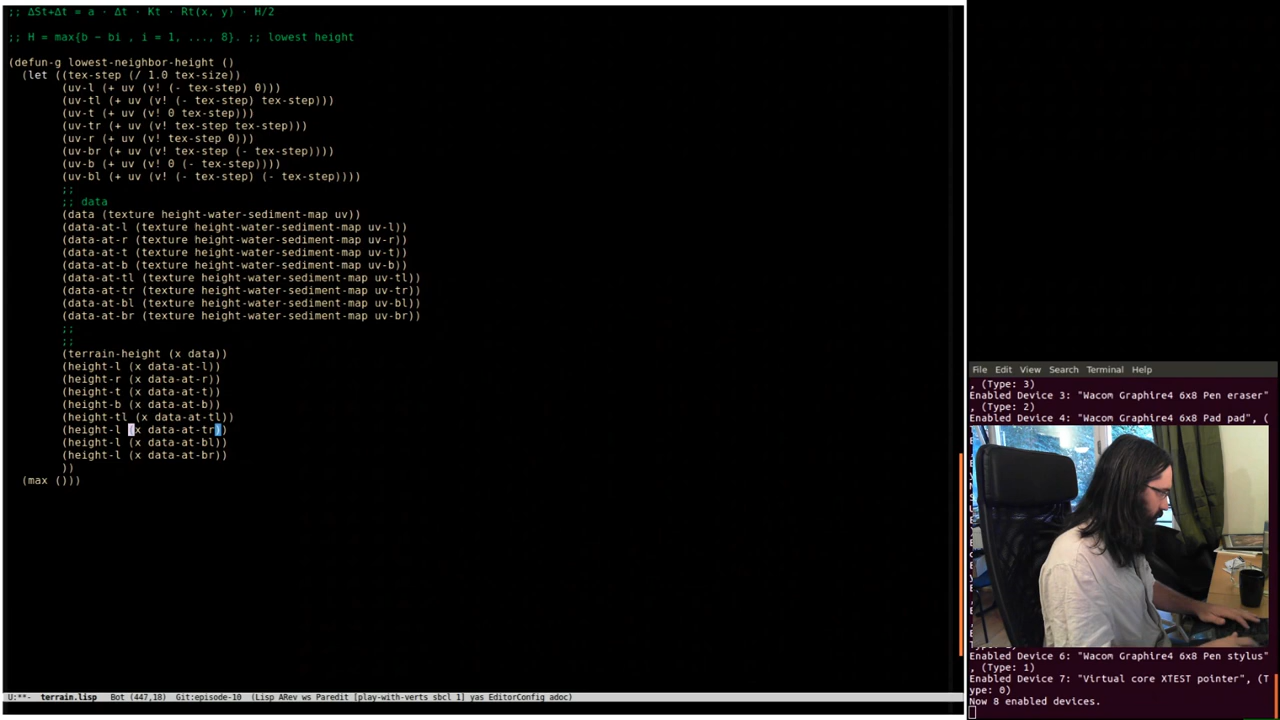 ;; ΔSt+Δt = a · Δt · Kt · Rt(x, y) · H/2
;; H = max{b − bi , i = 1, ..., 8}. ;; lowest height
(defun-g lowest-neighbor-height ()
(let ((tex-step (/ 1.0 tex-size))
(uv-l (+ uv (v! (- tex-step) 0)))
(uv-tl (+ uv (v! (- tex-step) tex-step)))
(uv-t (+ uv (v! 0 tex-step)))
(uv-tr (+ uv (v! tex-step tex-step)))
(uv-r (+ uv (v! tex-step 0)))
(uv-br (+ uv (v! tex-step (- tex-step))))
(uv-b (+ uv (v! 0 (- tex-step))))
(uv-bl (+ uv (v! (- tex-step) (- tex-step))))
;;
;; data
(data (texture height-water-sediment-map uv))
(data-at-l (texture height-water-sediment-map uv-l))
(data-at-r (texture height-water-sediment-map uv-r))
(data-at-t (texture height-water-sediment-map uv-t))
(data-at-b (texture height-water-sediment-map uv-b))
(data-at-tl (texture height-water-sediment-map uv-tl))
(data-at-tr (texture height-water-sediment-map uv-tr))
(data-at-bl (texture height-water-sediment-map uv-bl))
(data-at-br (texture height-water-sediment-map uv-br))
;;
;;
(terrain-height (x data))
(height-l (x data-at-l))
(height-r (x data-at-r))
(height-t (x data-at-t))
(height-b (x data-at-b))
(height-tl (x data-at-tl))
(height-l (x data-at-tr))
(height-l (x data-at-bl))
(height-l (x data-at-br))
))
(max ()))
U:**- terrain.lisp Bot (447,18) Git:episode-10 (Lisp ARev ws Paredit [play-with-verts sbcl 1] yas EditorConfig adoc)
File Edit View Search Terminal Help
, (Type: 3)
Enabled Device 3: "Wacom Graphire4 6x8 Pen eraser"
, (Type: 2)
Enabled Device 4: "Wacom Graphire4 6x8 Pad pad", (
Enabled Device 6: "Wacom Graphire4 6x8 Pen stylus"
, (Type: 1)
Enabled Device 7: "Virtual core XTEST pointer", (T
ype: 0)
Now 8 enabled devices.